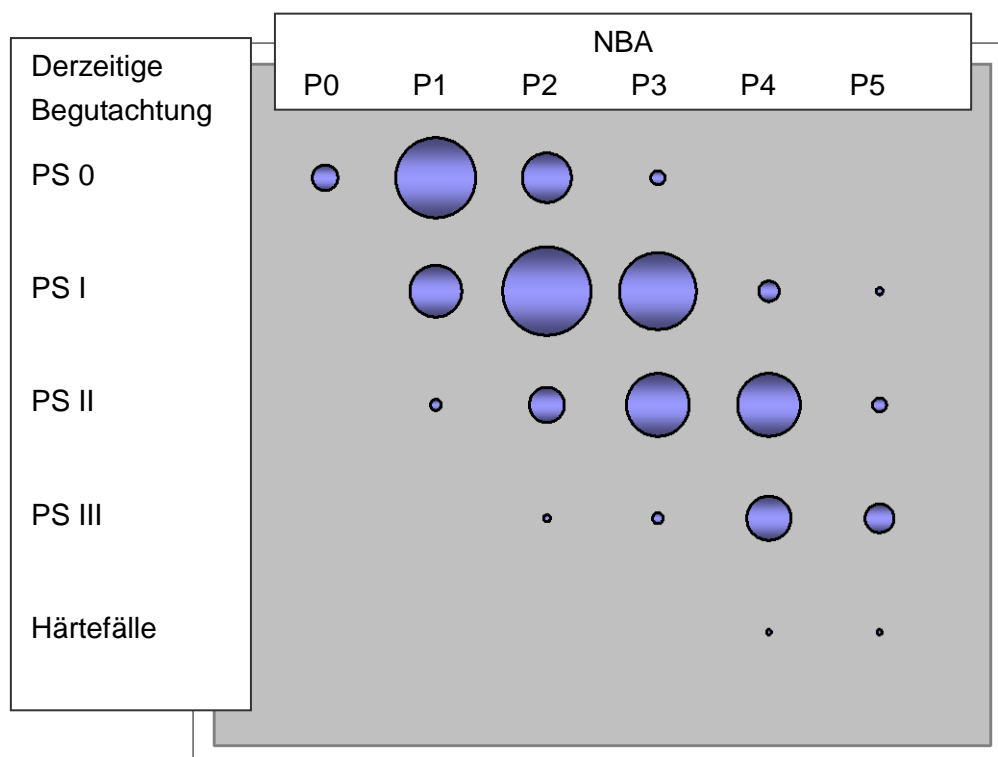 NBA
Derzeitige
Begutachtung
P0 P1 P2 P3 P4 P5
PS 0
PS I
PS II
PS III
Härtefälle